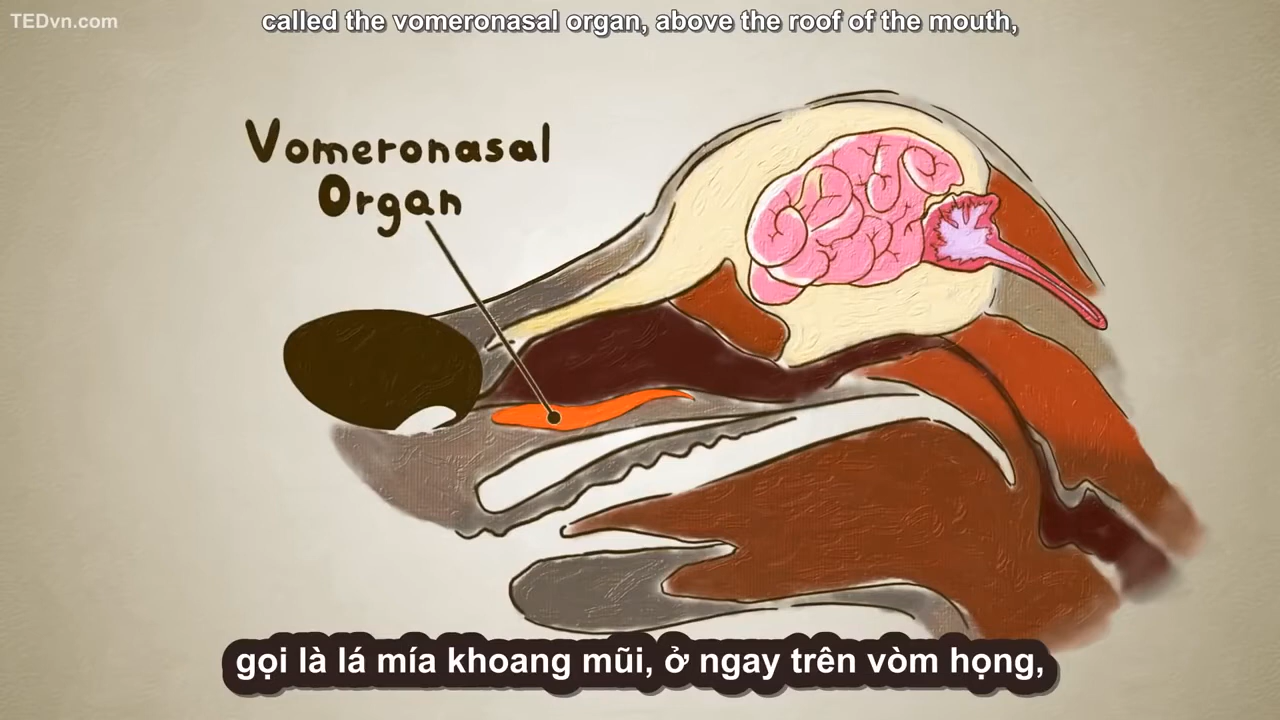 TEDvn.com
called the vomeronasal organ, above the roof of the mouth,
Vomeronasal
Organ
gọi là lá mía khoang mũi, ở ngay trên vòm họng,